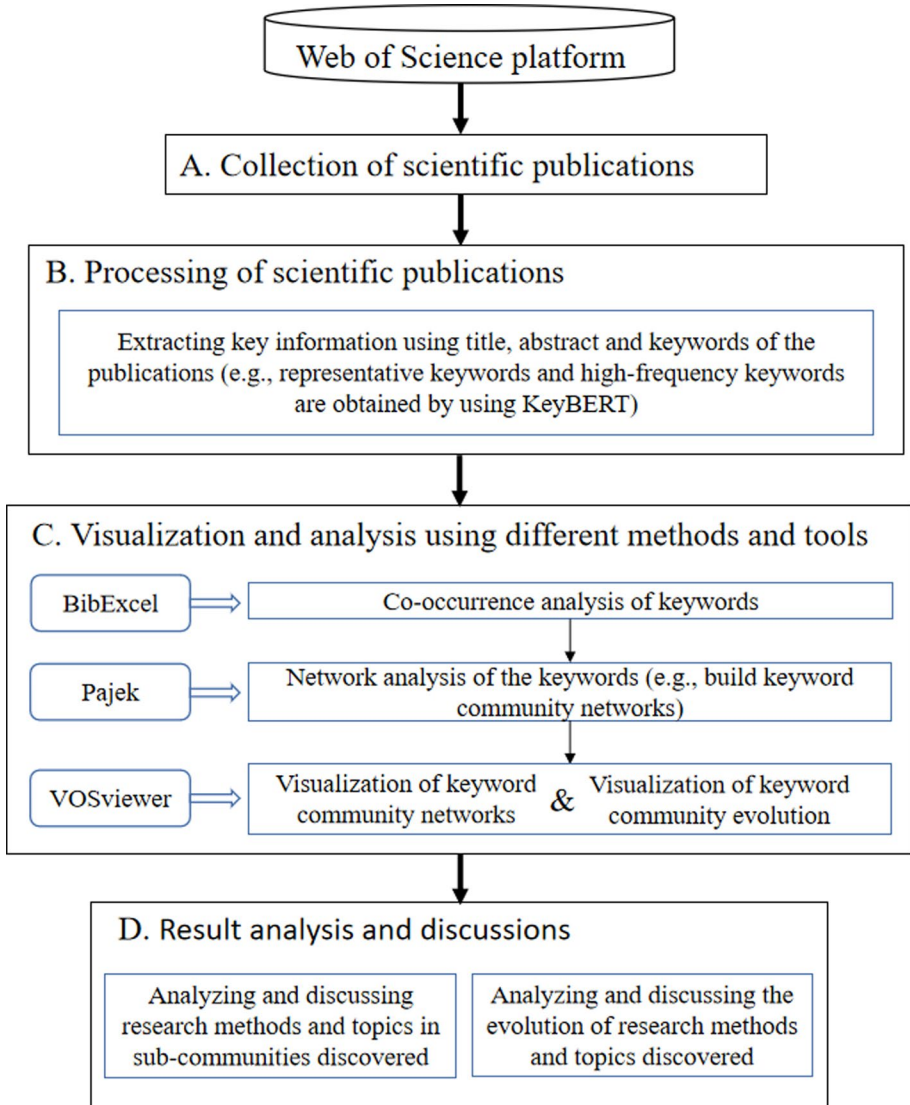 Web of Science platform
A. Collection of scientific publications
B. Processing of scientific publications
Extracting key information using title, abstract and keywords of the
publications (e.g., representative keywords and high-frequency keywords
are obtained by using KeyBERT)
C. Visualization and analysis using different methods and tools
BibExcel
Co-occurrence analysis of keywords
Pajek
Network analysis of the keywords (e.g., build keyword
community networks)
VOSviewer
Visualization of keyword
community networks
&
Visualization of keyword
community evolution
D. Result analysis and discussions
Analyzing and discussing
research methods and topics in
sub-communities discovered
Analyzing and discussing the
evolution of research methods
and topics discovered